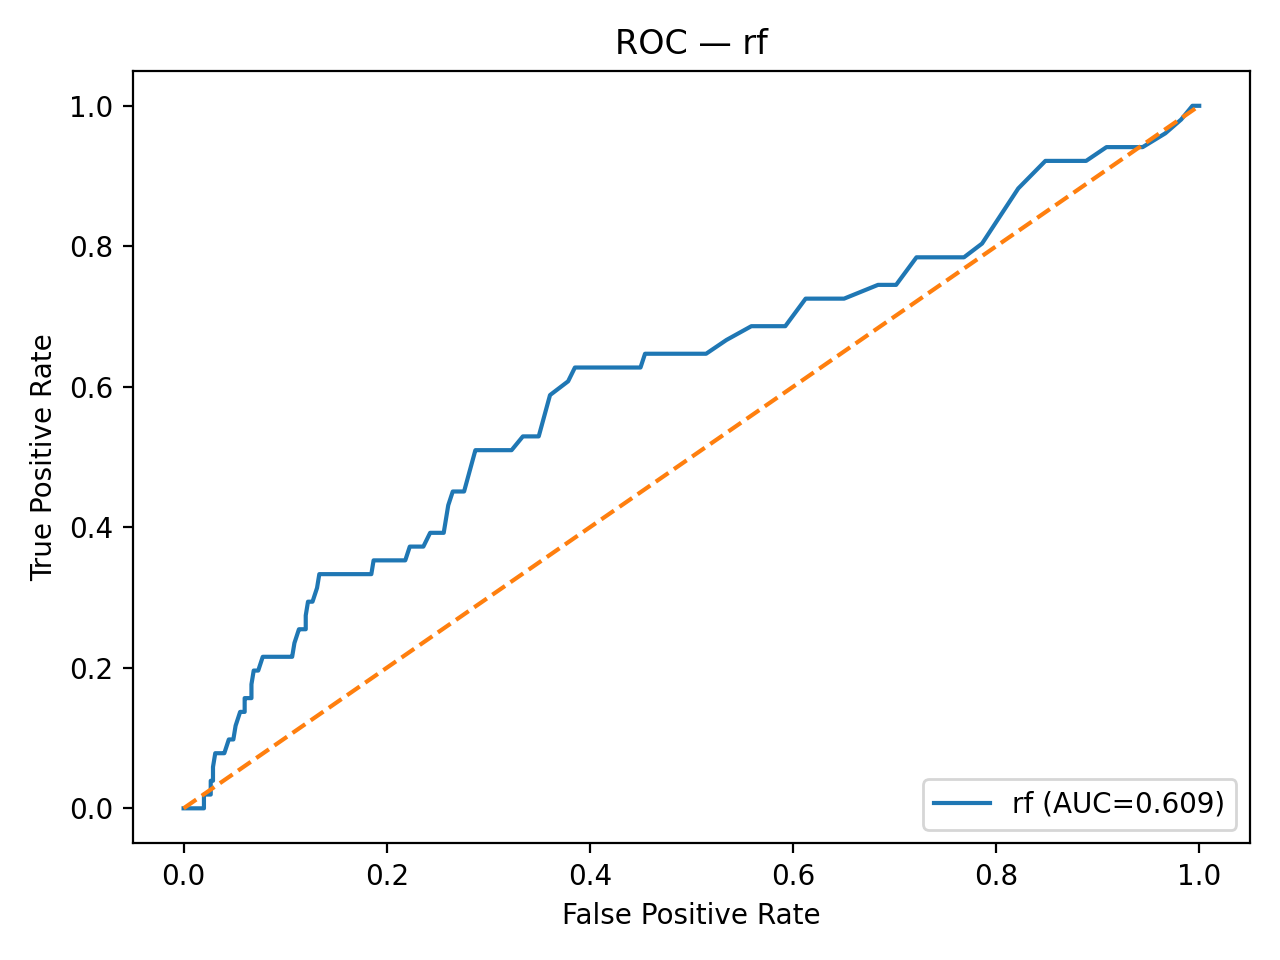 ROC — rf
True Positive Rate
1.0
0.8
0.6
0.4
0.2
0.0
rf (AUC=0.609)
0.0 0.2 0.4 0.6 0.8 1.0
False Positive Rate